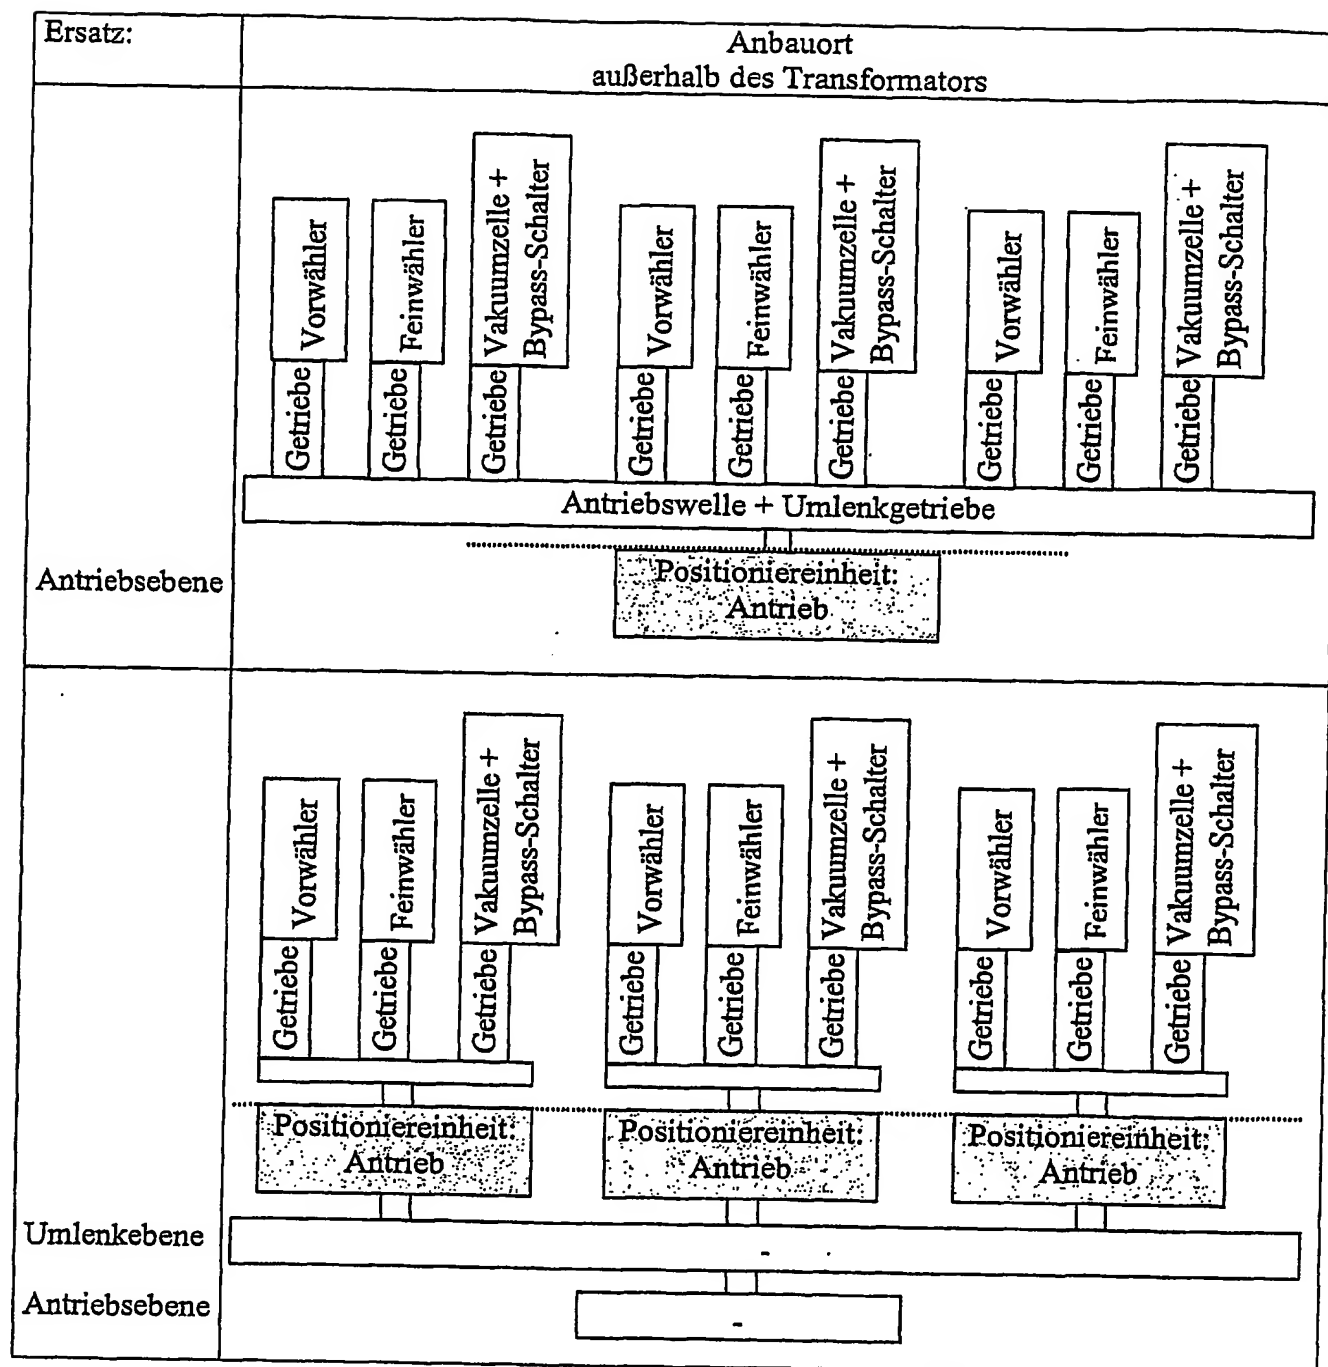 Ersatz:
Anbauort
außerhalb des Transformators
Vorwähler
Feinwähler
Vakuumzelle +
Bypass-Schalter
Vorwähler
Feinwähler
Vakuumzelle +
Bypass-Schalter
Vorwähler
Feinwähler
Vakuumzelle +
Bypass-Schalter
Getriebe
Getriebe
Getriebe
Getriebe
Getriebe
Getriebe
Getriebe
Getriebe
Getriebe
Antriebswelle + Umlenkgetriebe
Antriebsebene
Positioniereinheit:
Antrieb
Vorwähler
Feinwähler
Vakuumzelle +
Bypass-Schalter
Vorwähler
Feinwähler
Vakuumzelle +
Bypass-Schalter
Vorwähler
Feinwähler
Vakuumzelle +
Bypass-Schalter
Getriebe
Getriebe
Getriebe
Getriebe
Getriebe
Getriebe
Getriebe
Getriebe
Getriebe
Positioniereinheit:
Antrieb
Positioniereinheit:
Antrieb
Positioniereinheit:
Antrieb
Umlenkebene
-
Antriebsebene
-